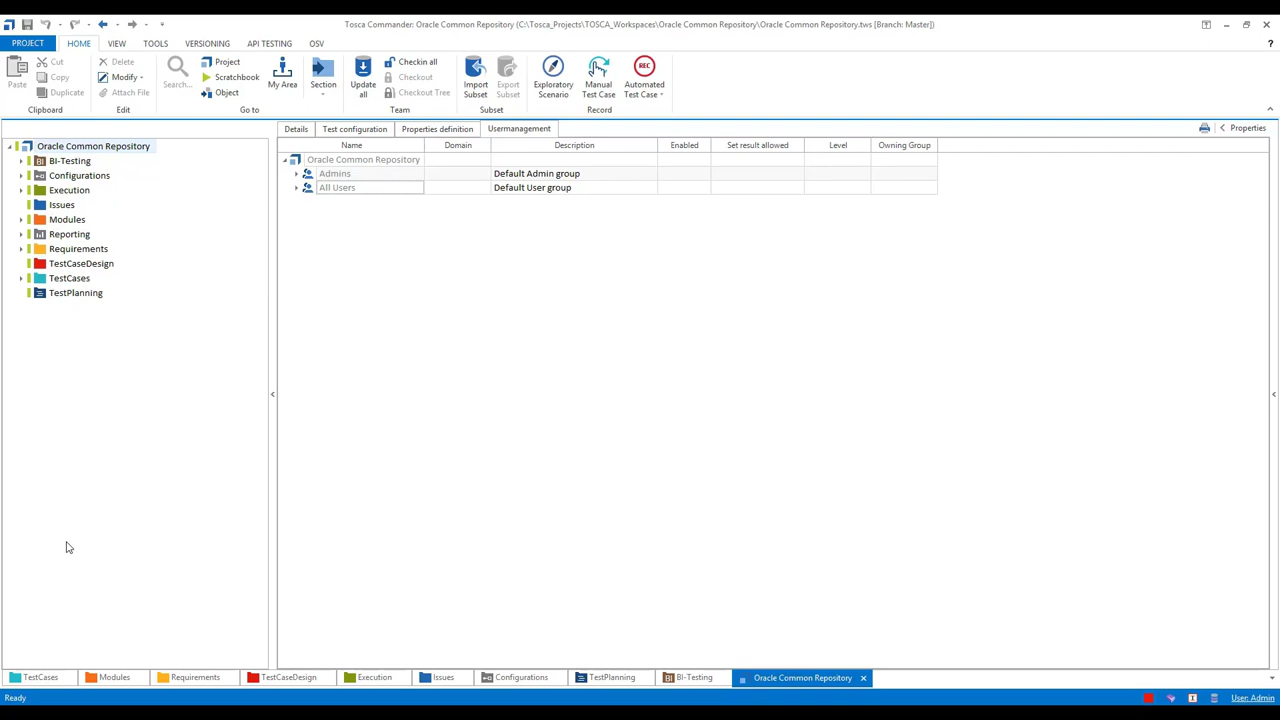 Tosca Commander: Oracle Common Repository (C:\Tosca_Projects\TOSCA_Workspaces\Oracle Common Repository\Oracle Common Repository.tws [Branch: Master])
PROJECT HOME VIEW TOOLS VERSIONING API TESTING OSV ?
Paste Cut Copy Duplicate Clipboard
Delete Modify Attach File Edit
Search... Project Scratchbook Object My Area Section Go to
Update all Checkin all Checkout Checkout Tree Team
Import Subset Export Subset Subset
Exploratory Scenario Manual Test Case REC Automated Test Case Record
Details Test configuration Properties definition Usermanagement Properties
Name Domain Description Enabled Set result allowed Level Owning Group
Oracle Common Repository
Admins Default Admin group
All Users Default User group
Oracle Common Repository
BI-Testing
Configurations
Execution
Issues
Modules
Reporting
Requirements
TestCaseDesign
TestCases
TestPlanning
TestCases Modules Requirements TestCaseDesign Execution Issues Configurations TestPlanning BI-Testing Oracle Common Repository
Ready User: Admin